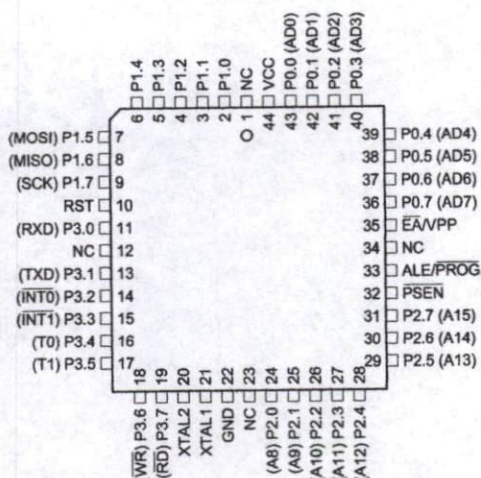 P1.4
P1.3
P1.2
P1.1
P1.0
NC
VCC
P0.0 (AD0)
P0.1 (AD1)
P0.2 (AD2)
P0.3 (AD3)
6
5
4
3
2
1
44
43
42
41
40
(MOSI) P1.5 7
(MISO) P1.6 8
(SCK) P1.7 9
RST 10
(RXD) P3.0 11
NC 12
(TXD) P3.1 13
(INT0) P3.2 14
(INT1) P3.3 15
(T0) P3.4 16
(T1) P3.5 17
39 P0.4 (AD4)
38 P0.5 (AD5)
37 P0.6 (AD6)
36 P0.7 (AD7)
35 EA/VPP
34 NC
33 ALE/PROG
32 PSEN
31 P2.7 (A15)
30 P2.6 (A14)
29 P2.5 (A13)
18
19
20
21
22
23
24
25
26
27
28
(WR) P3.6
(RD) P3.7
XTAL2
XTAL1
GND
NC
(A8) P2.0
(A9) P2.1
(A10) P2.2
(A11) P2.3
(A12) P2.4